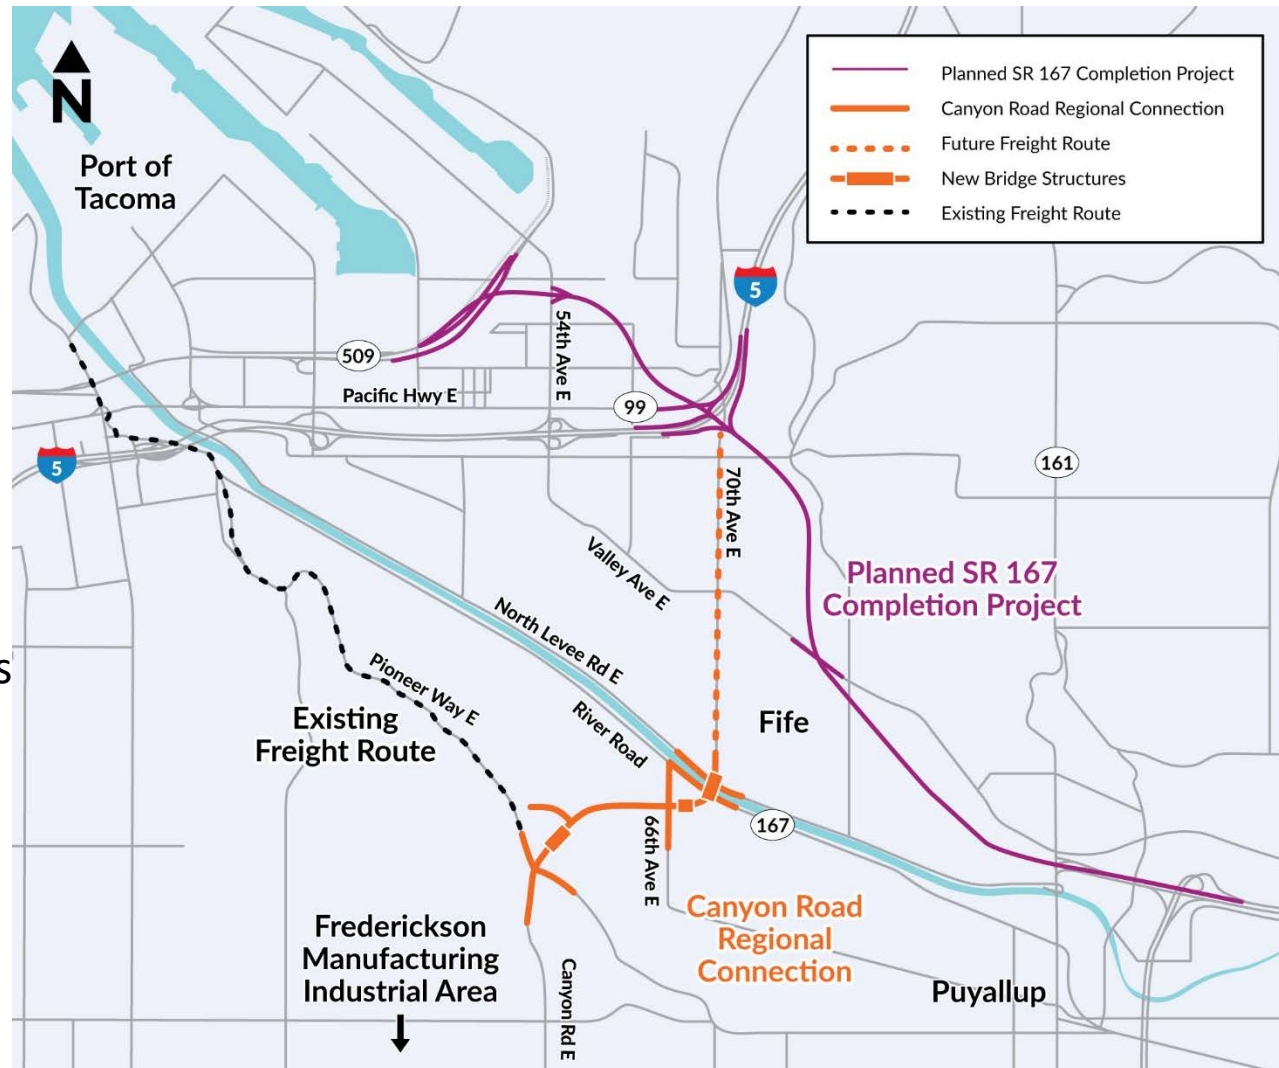 Planned SR 167 Completion Project
Canyon Road Regional Connection
Future Freight Route
New Bridge Structures
Existing Freight Route
N
Port of
Tacoma
5
54th Ave E
509
Pacific Hwy E
99
5
161
70th Ave E
Valley Ave E
Planned SR 167
Completion Project
North Levee Rd E
s
Pioneer Way E
River Road
Existing
Freight Route
Fife
167
66th Ave E
Canyon Road
Regional
Connection
Frederickson
Manufacturing
Industrial Area
Canyon Rd E
Puyallup